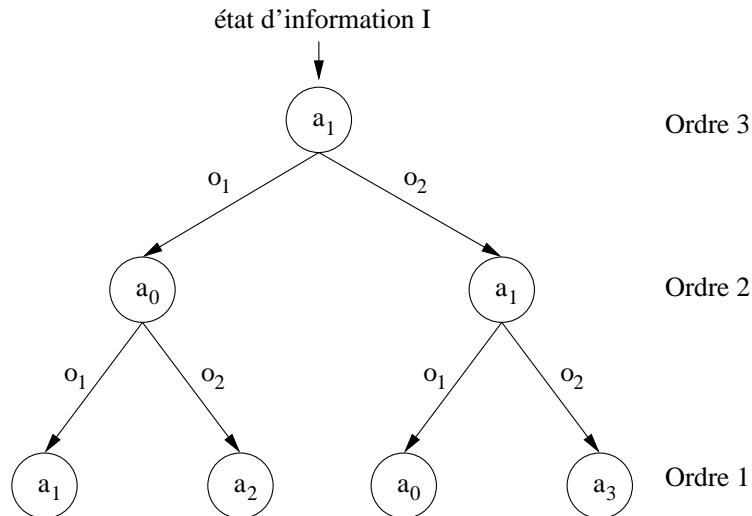 état d'information I
a₁ Ordre 3
o₁ o₂
a₀ a₁ Ordre 2
o₁ o₂ o₁ o₂
a₁ a₂ a₀ a₃ Ordre 1